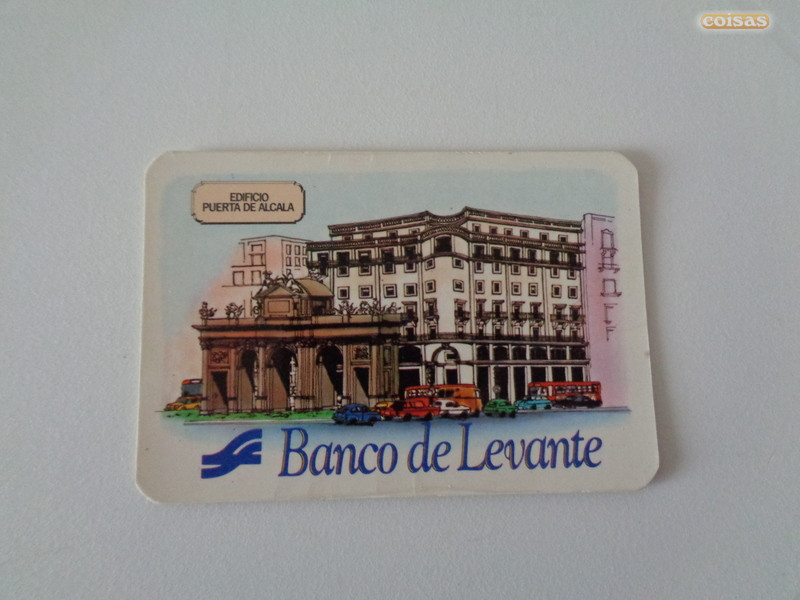 coisas
EDIFICIO
PUERTA DE ALCALA
Banco de Levante